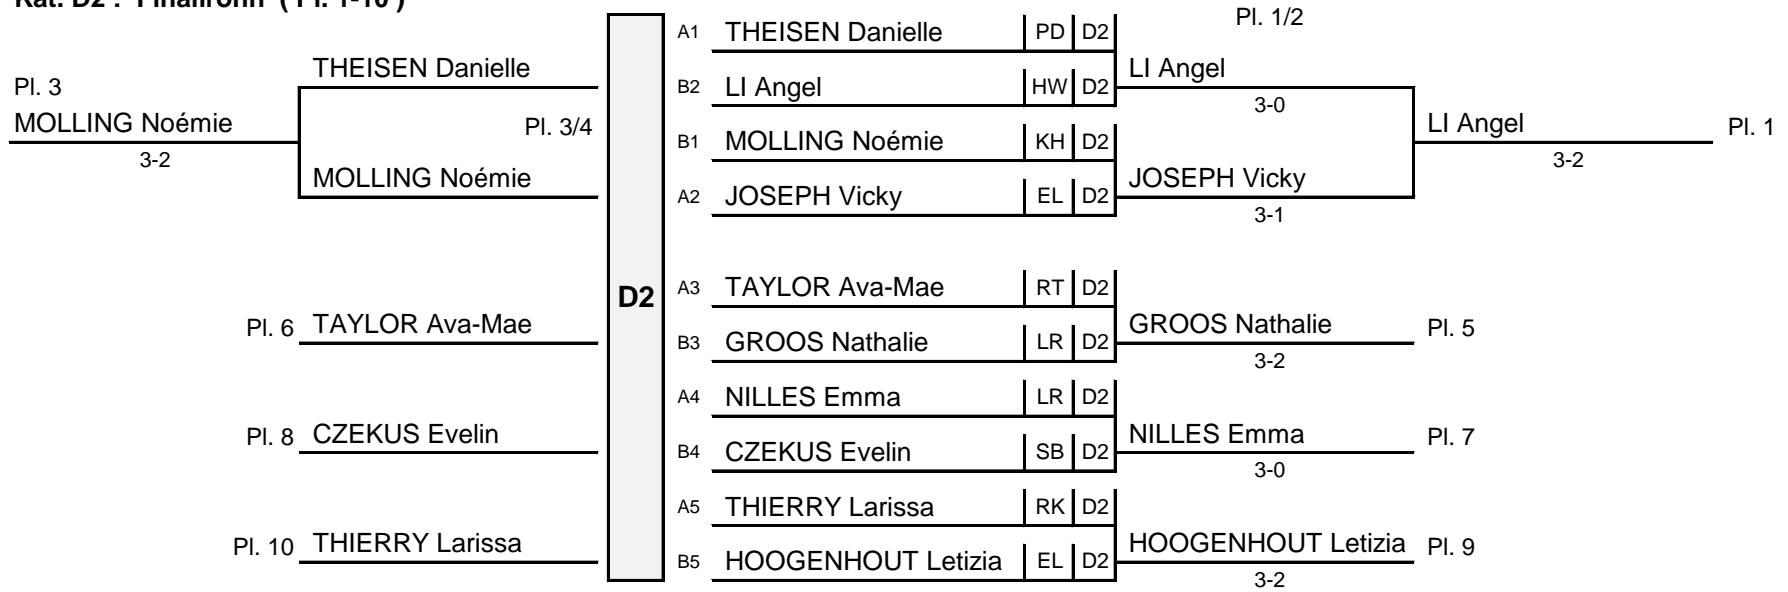 Kat. D2 : Finalironn ( Pl. 1-10 )
Pl. 3
THEISEN Danielle
MOLLING Noémie
Pl. 3/4
3-2
MOLLING Noémie
Pl. 6 TAYLOR Ava-Mae
Pl. 8 CZEKUS Evelin
Pl. 10 THIERRY Larissa
D2
A1 THEISEN Danielle PD D2
B2 LI Angel HW D2
B1 MOLLING Noémie KH D2
A2 JOSEPH Vicky EL D2
A3 TAYLOR Ava-Mae RT D2
B3 GROOS Nathalie LR D2
A4 NILLES Emma LR D2
B4 CZEKUS Evelin SB D2
A5 THIERRY Larissa RK D2
B5 HOOGENHOUT Letizia EL D2
Pl. 1/2
LI Angel
3-0
LI Angel Pl. 1
3-2
JOSEPH Vicky
3-1
GROOS Nathalie Pl. 5
3-2
NILLES Emma Pl. 7
3-0
HOOGENHOUT Letizia Pl. 9
3-2